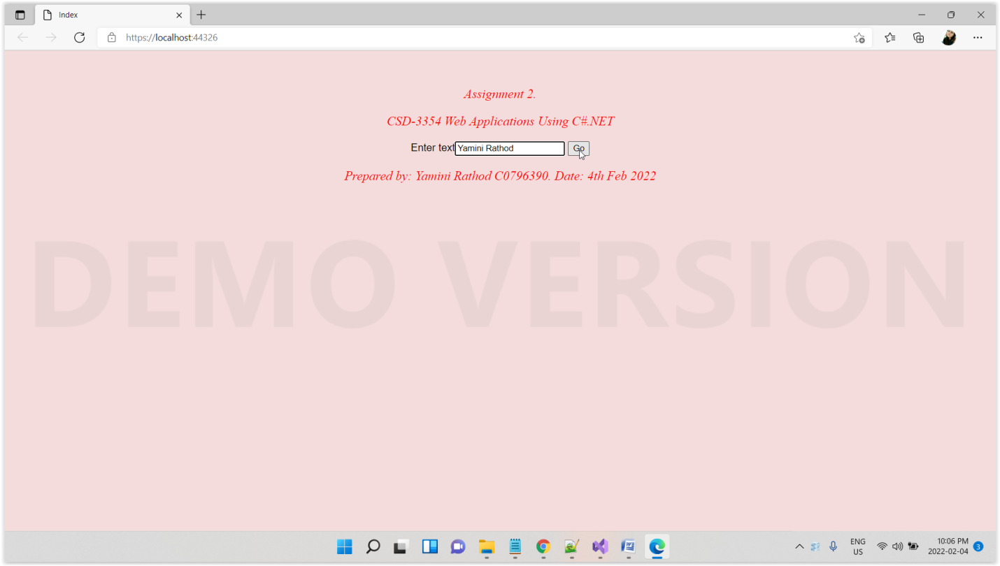 Index
https://localhost:44326
Assignment 2.
CSD-3354 Web Applications Using C#.NET
Enter text Yamini Rathod Go
Prepared by: Yamini Rathod C0796390. Date: 4th Feb 2022
DEMO VERSION
ENG
US
10:06 PM
2022-02-04
3